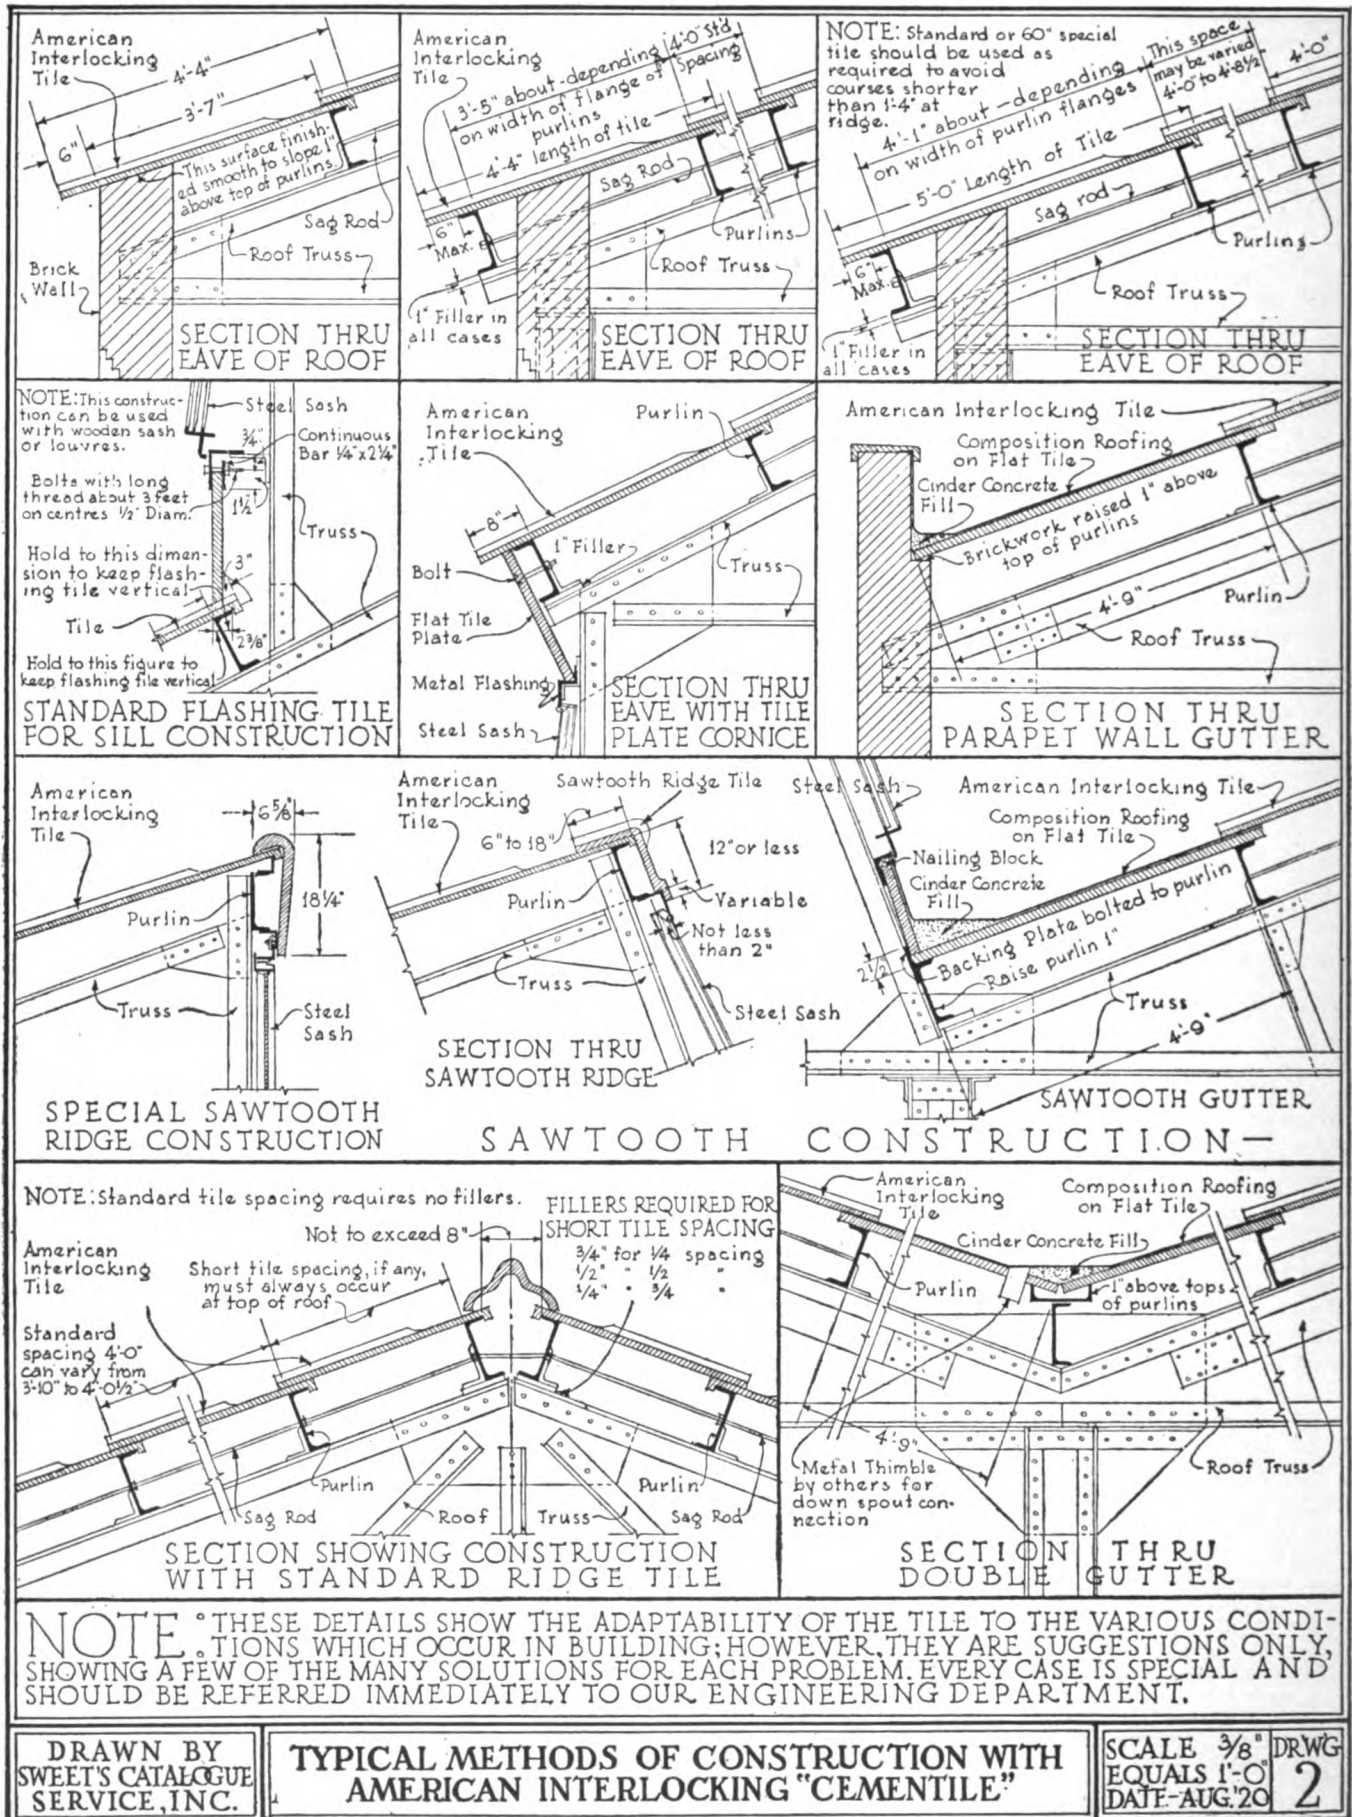 American
Interlocking
Tile
4'-4"
3'-7"
6"
This surface finish-
ed smooth to slope 1"
above top of purlins.
Sag Rod
Roof Truss
Brick
Wall
SECTION THRU
EAVE OF ROOF
American
Interlocking
Tile
4'-0" St'd
Spacing
3'-5" about-depending
on width of flange of
purlins
4'-4" length of tile
Sag Rod
6"
Max.
Purlins
Roof Truss
1" Filler in
all cases
SECTION THRU
EAVE OF ROOF
NOTE: Standard or 60" special
tile should be used as
required to avoid
courses shorter
than 1'-4" at
ridge.
This space
may be varied
4'-0" to 4'-8½
4'-0"
4'-1" about-depending
on width of purlin flanges
5'-0" Length of Tile
Sag rod
6"
Max.
Purlins
Roof Truss
1" Filler in
all cases
SECTION THRU
EAVE OF ROOF
NOTE: This construc-
tion can be used
with wooden sash
or louvres.
Steel Sash
¾"
Continuous
Bar ¼"x2¼"
Bolts with long
thread about 3 feet
on centres ½" Diam.
1½"
Truss
Hold to this dimen-
sion to keep flash-
ing tile vertical
3"
Tile
2⅜"
Hold to this figure to
keep flashing tile vertical
STANDARD FLASHING TILE
FOR SILL CONSTRUCTION
American
Interlocking
Tile
Purlin
8"
1" Filler
Bolt
Truss
Flat Tile
Plate
Metal Flashing
Steel Sash
SECTION THRU
EAVE WITH TILE
PLATE CORNICE
American Interlocking Tile
Composition Roofing
on Flat Tile
Cinder Concrete
Fill
Brickwork raised 1" above
top of purlins
4'-9"
Purlin
Roof Truss
SECTION THRU
PARAPET WALL GUTTER
American
Interlocking
Tile
6⅝"
18¼"
Purlin
Truss
Steel
Sash
SPECIAL SAWTOOTH
RIDGE CONSTRUCTION
American
Interlocking
Tile
Sawtooth Ridge Tile
6" to 18"
12" or less
Purlin
Variable
Not less
than 2"
Truss
Steel Sash
SECTION THRU
SAWTOOTH RIDGE
Steel Sash
American Interlocking Tile
Composition Roofing
on Flat Tile
Nailing Block
Cinder Concrete
Fill
Backing Plate bolted to purlin
Raise purlin 1"
2½"
Truss
4'-9"
SAWTOOTH GUTTER
SAWTOOTH CONSTRUCTION—
NOTE: Standard tile spacing requires no fillers.
Not to exceed 8"
FILLERS REQUIRED FOR
SHORT TILE SPACING
3/4" for 1/4 spacing
1/2" " 1/2 "
1/4" " 3/4 "
American
Interlocking
Tile
Short tile spacing, if any,
must always occur
at top of roof
Standard
spacing 4'-0"
can vary from
3'-10" to 4'-0½"
Purlin
Purlin
Sag Rod
Roof Truss
Sag Rod
SECTION SHOWING CONSTRUCTION
WITH STANDARD RIDGE TILE
American
Interlocking
Tile
Composition Roofing
on Flat Tile
Cinder Concrete Fill
Purlin
1" above tops
of purlins
4'-9"
Metal Thimble
by others for
down spout con-
nection
Roof Truss
SECTION THRU
DOUBLE GUTTER
NOTE: THESE DETAILS SHOW THE ADAPTABILITY OF THE TILE TO THE VARIOUS CONDI-
TIONS WHICH OCCUR IN BUILDING; HOWEVER, THEY ARE SUGGESTIONS ONLY,
SHOWING A FEW OF THE MANY SOLUTIONS FOR EACH PROBLEM. EVERY CASE IS SPECIAL AND
SHOULD BE REFERRED IMMEDIATELY TO OUR ENGINEERING DEPARTMENT.
DRAWN BY
SWEET'S CATALOGUE
SERVICE, INC.
TYPICAL METHODS OF CONSTRUCTION WITH
AMERICAN INTERLOCKING "CEMENTILE"
SCALE 3/8"
EQUALS 1'-0"
DATE-AUG.'20
DRWG
2